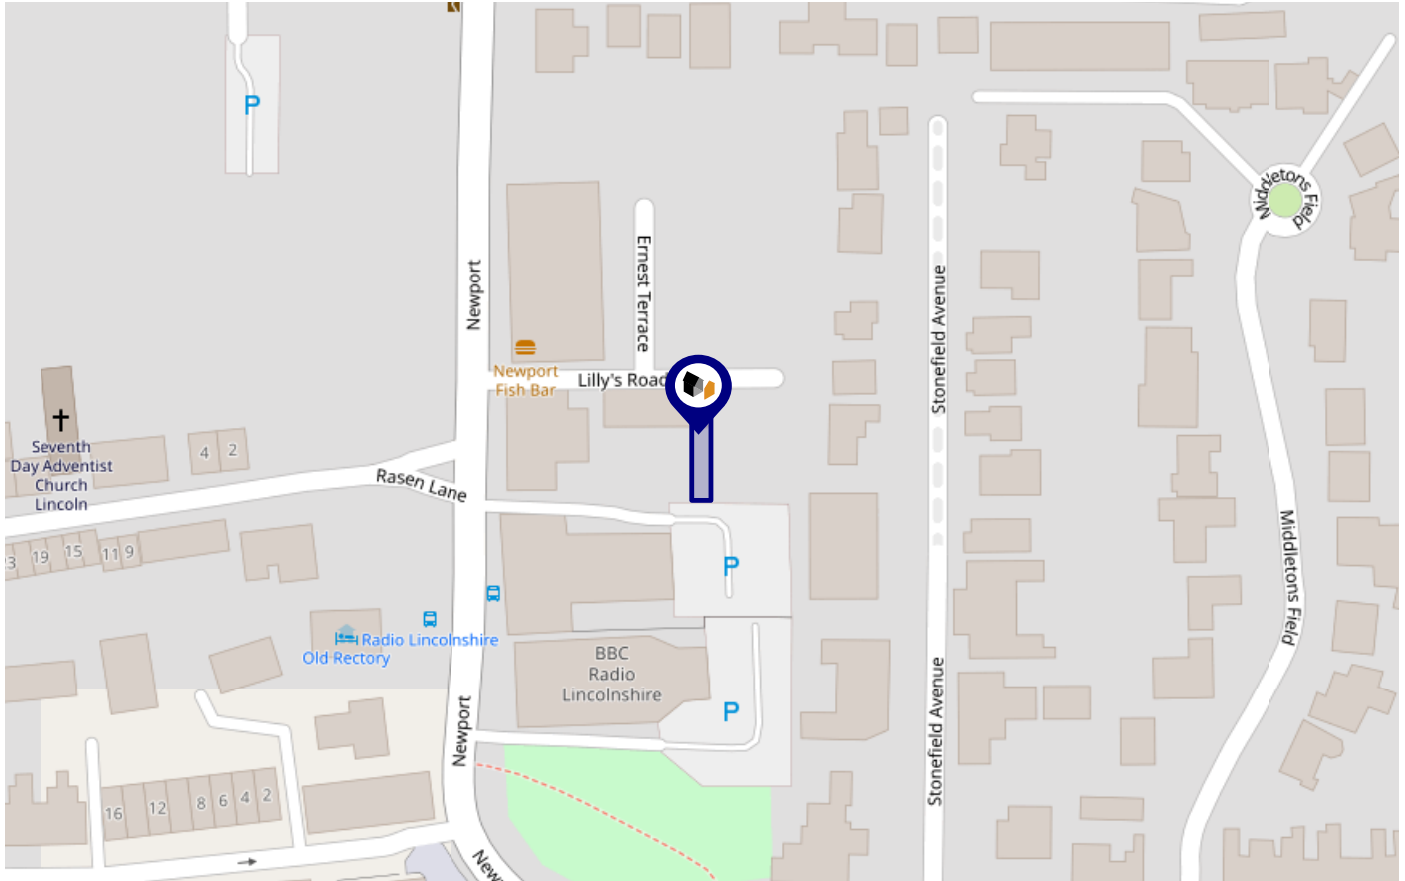 P
Newport
Ernest Terrace
Stonefield Avenue
Middletons Field
Newport
Fish Bar
Lilly's Road
Seventh
Day Adventist
Church
Lincoln
4
2
Rasen Lane
19
15
11
9
P
Middletons Field
Radio Lincolnshire
Old Rectory
BBC
Radio
Lincolnshire
P
Newport
Stonefield Avenue
16
12
8
6
4
2